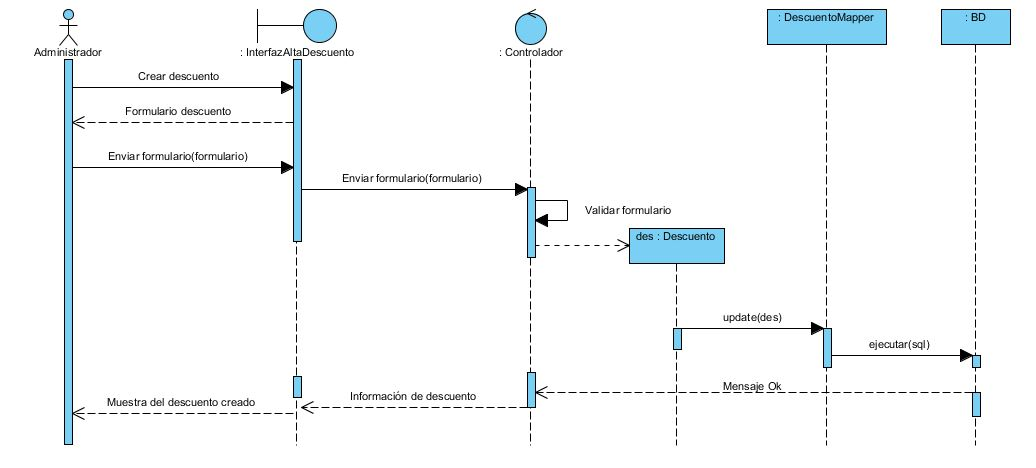 : DescuentoMapper
: BD
Administrador
: InterfazAltaDescuento
: Controlador
Crear descuento
Formulario descuento
Enviar formulario(formulario)
Enviar formulario(formulario)
Validar formulario
des : Descuento
update(des)
ejecutar(sql)
Mensaje Ok
Información de descuento
Muestra del descuento creado